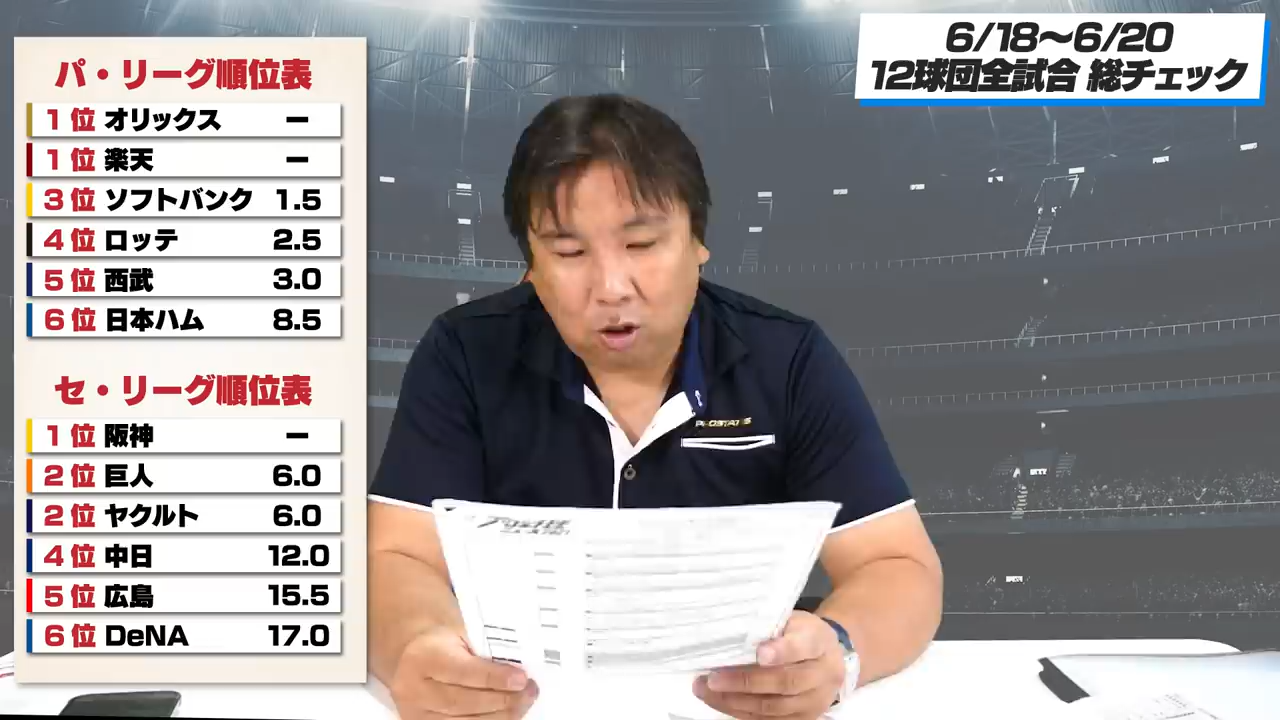 6/18〜6/20
12球団全試合 総チェック
パ・リーグ順位表
1位 オリックス ー
1位 楽天 ー
3位 ソフトバンク 1.5
4位 ロッテ 2.5
5位 西武 3.0
6位 日本ハム 8.5
セ・リーグ順位表
1位 阪神 ー
2位 巨人 6.0
2位 ヤクルト 6.0
4位 中日 12.0
5位 広島 15.5
6位 DeNA 17.0